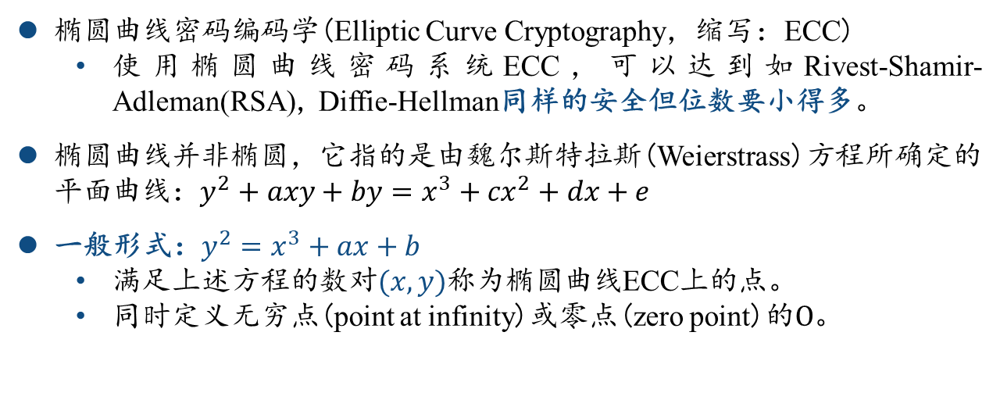 ● 椭圆曲线密码编码学(Elliptic Curve Cryptography，缩写：ECC)
• 使用椭圆曲线密码系统ECC，可以达到如Rivest-Shamir-
Adleman(RSA)，Diffie-Hellman同样的安全但位数要小得多。
● 椭圆曲线并非椭圆，它指的是由魏尔斯特拉斯(Weierstrass)方程所确定的
平面曲线：y² + axy + by = x³ + cx² + dx + e
● 一般形式：y² = x³ + ax + b
• 满足上述方程的数对(x, y)称为椭圆曲线ECC上的点。
• 同时定义无穷点(point at infinity)或零点(zero point)的O。